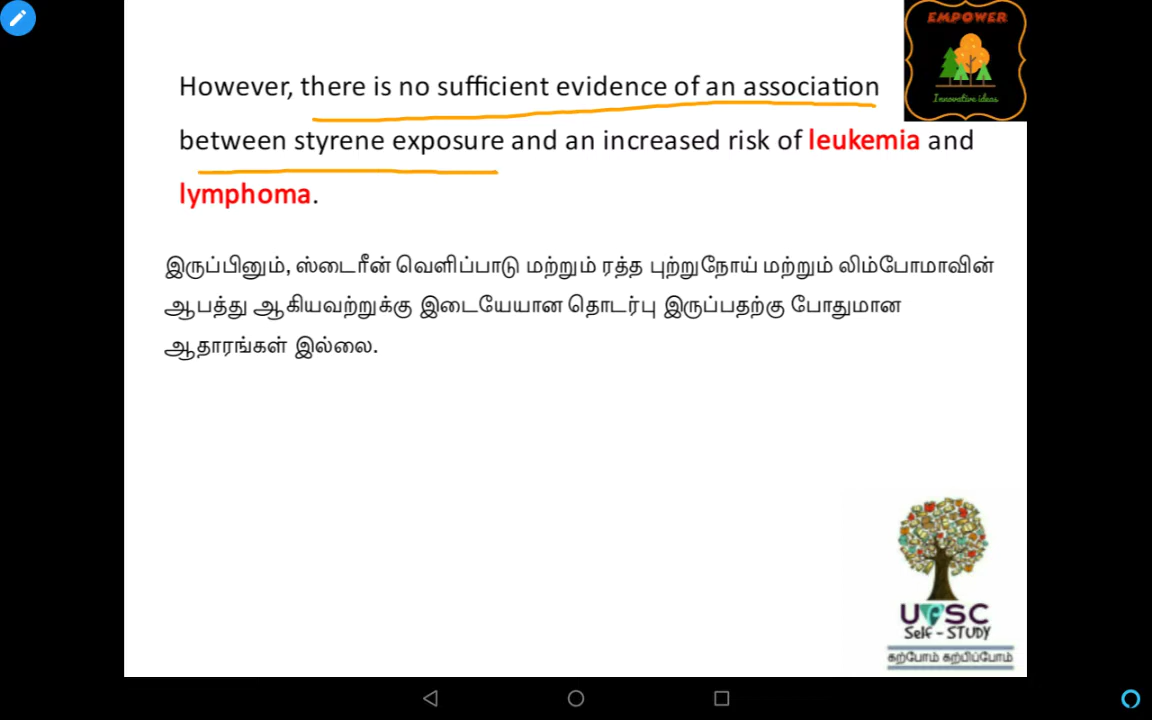 EMPOWER
Innovative ideas
However, there is no sufficient evidence of an association
between styrene exposure and an increased risk of leukemia and
lymphoma.
இருப்பினும், ஸ்டைரீன் வெளிப்பாடு மற்றும் ரத்த புற்றுநோய் மற்றும் லிம்போமாவின்
ஆபத்து ஆகியவற்றுக்கு இடையேயான தொடர்பு இருப்பதற்கு போதுமான
ஆதாரங்கள் இல்லை.
UPSC
Self - STUDY
கற்போம் கற்பிப்போம்